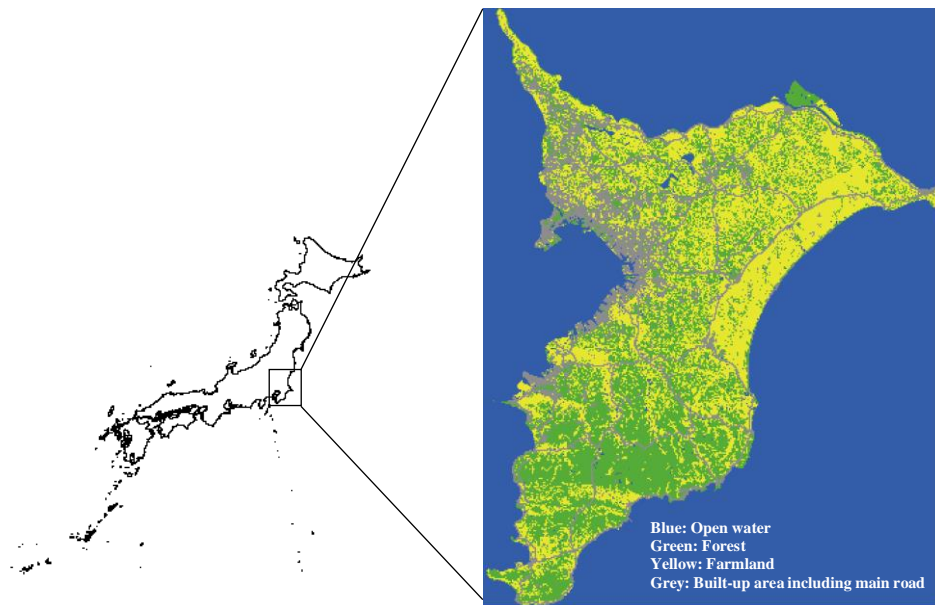 Blue: Open water
Green: Forest
Yellow: Farmland
Grey: Built-up area including main road